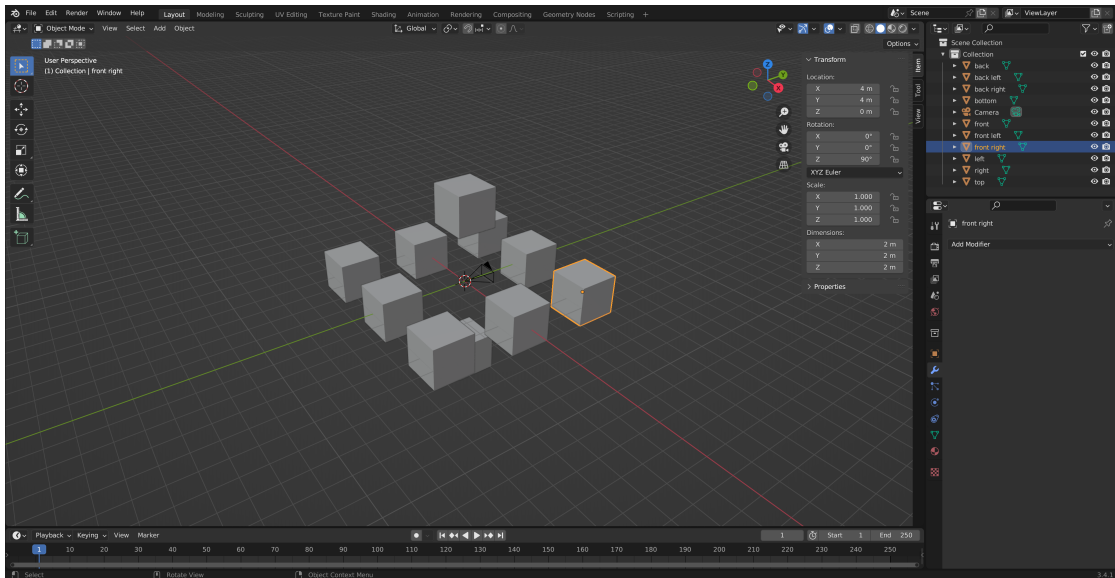 File Edit Render Window Help Layout Modeling Sculpting UV Editing Texture Paint Shading Animation Rendering Compositing Geometry Nodes Scripting + Scene ViewLayer
Object Mode View Select Add Object Global
Options
User Perspective
(1) Collection | front right
Transform
Location:
X 4 m
Y 4 m
Z 0 m
Rotation:
X 0°
Y 0°
Z 90°
XYZ Euler
Scale:
X 1.000
Y 1.000
Z 1.000
Dimensions:
X 2 m
Y 2 m
Z 2 m
Properties
Item
Tool
View
Z
Y
X
Scene Collection
Collection
back
back left
back right
bottom
Camera
front
front left
front right
left
right
top
front right
Add Modifier
Playback Keying View Marker 1 Start 1 End 250
1 10 20 30 40 50 60 70 80 90 100 110 120 130 140 150 160 170 180 190 200 210 220 230 240 250
Select Rotate View Object Context Menu 3.4.1